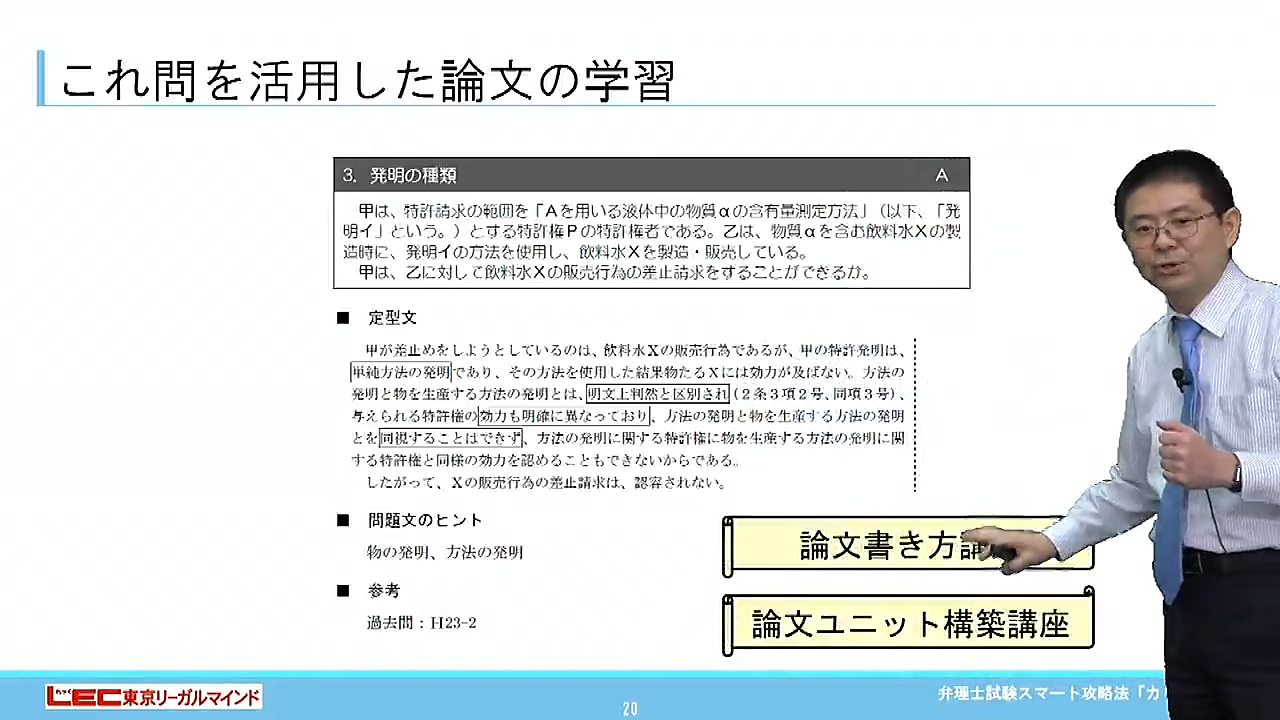 これ問を活用した論文の学習
3. 発明の種類 A
甲は、特許請求の範囲を「Aを用いる液体中の物質αの含有量測定方法」(以下、「発
明イ」という。)とする特許権Pの特許権者である。乙は、物質αを含む飲料水Xの製
造時に、発明イの方法を使用し、飲料水Xを製造・販売している。
甲は、乙に対して飲料水Xの販売行為の差止請求をすることができるか。
■ 定型文
甲が差止めをしようとしているのは、飲料水Xの販売行為であるが、甲の特許発明は、
単純方法の発明であり、その方法を使用した結果物たるXには効力が及ばない。方法の
発明と物を生産する方法の発明とは、明文上判然と区別され(2条3項2号、同項3号)、
与えられる特許権の効力も明確に異なっており、方法の発明と物を生産する方法の発明
とを同視することはできず、方法の発明に関する特許権に物を生産する方法の発明に関
する特許権と同様の効力を認めることもできないからである。
したがって、Xの販売行為の差止請求は、認容されない。
■ 問題文のヒント
物の発明、方法の発明
■ 参考
過去問:H23-2
論文書き方講
論文ユニット構築講座
LEC東京リーガルマインド
20
弁理士試験スマート攻略法「カ